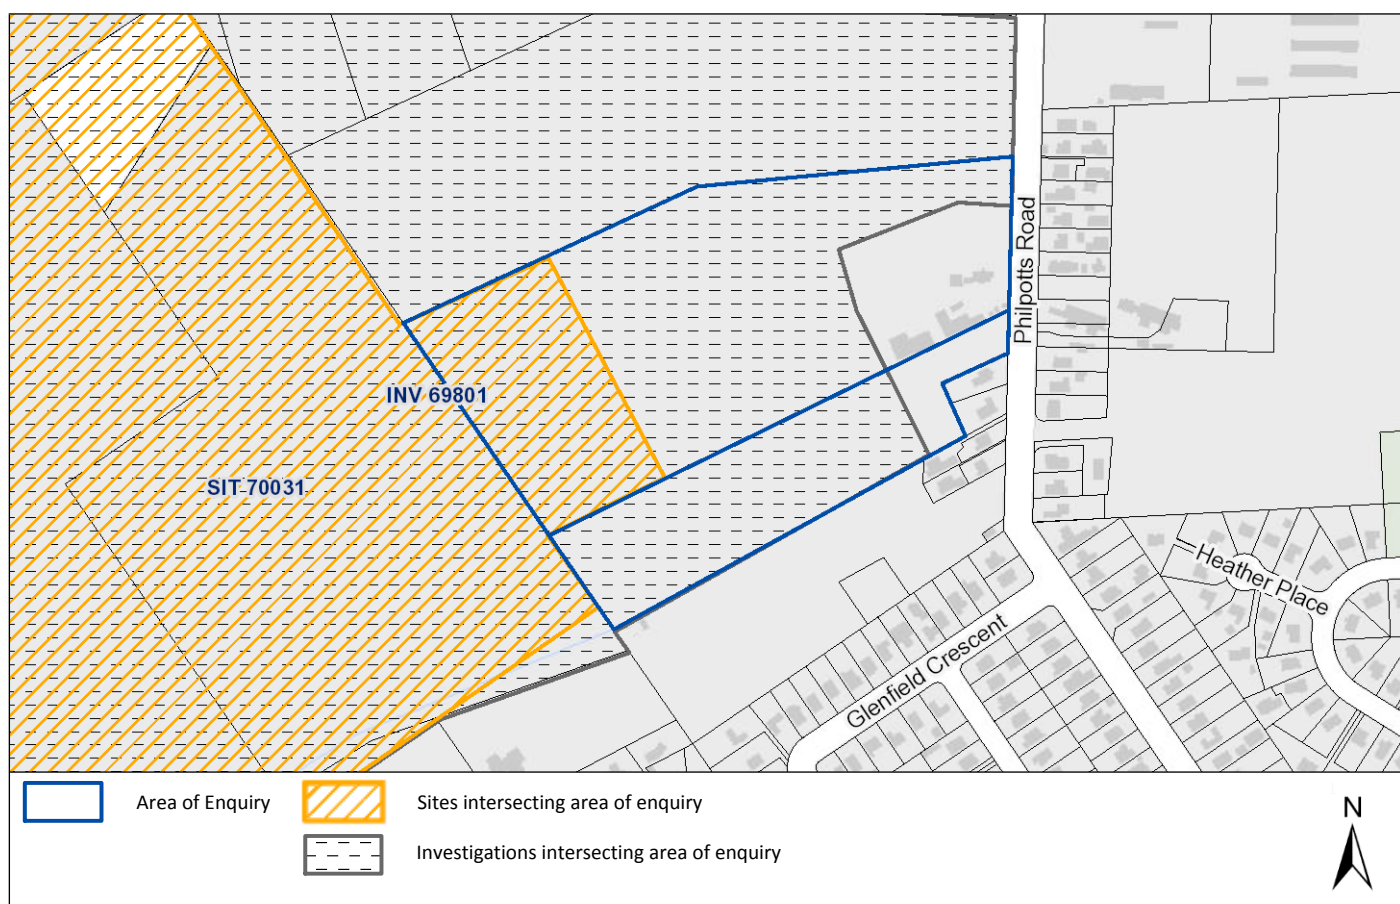 INV 69801
SIT 70031
Philpotts Road
Heather Place
Glenfield Crescent
Area of Enquiry
Sites intersecting area of enquiry
Investigations intersecting area of enquiry
N